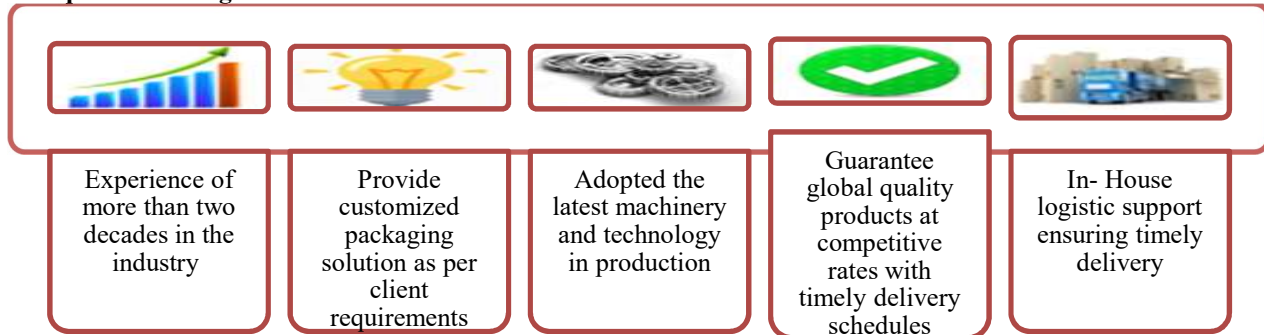 Experience of
more than two
decades in the
industry
Provide
customized
packaging
solution as per
client
requirements
Adopted the
latest machinery
and technology
in production
Guarantee
global quality
products at
competitive
rates with
timely delivery
schedules
In- House
logistic support
ensuring timely
delivery